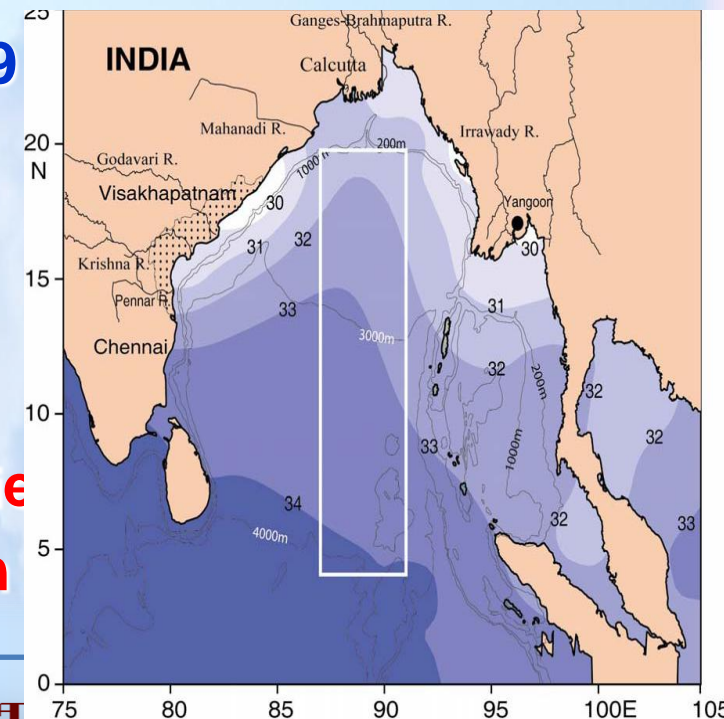 25
Ganges-Brahmaputra R.
9
INDIA
Calcutta
Mahanadi R.
Irrawady R.
20
200m
N
1000
Godavari R.
Visakhapatnam
Yangoon
30
31
32
30
Krishna R.
15
Pennar
33
31
3000m
Chennai
32
200m
32
10
33
32
1000m
e
34
32
33
4000m
5
0
75
80
85
90
95
100E
105